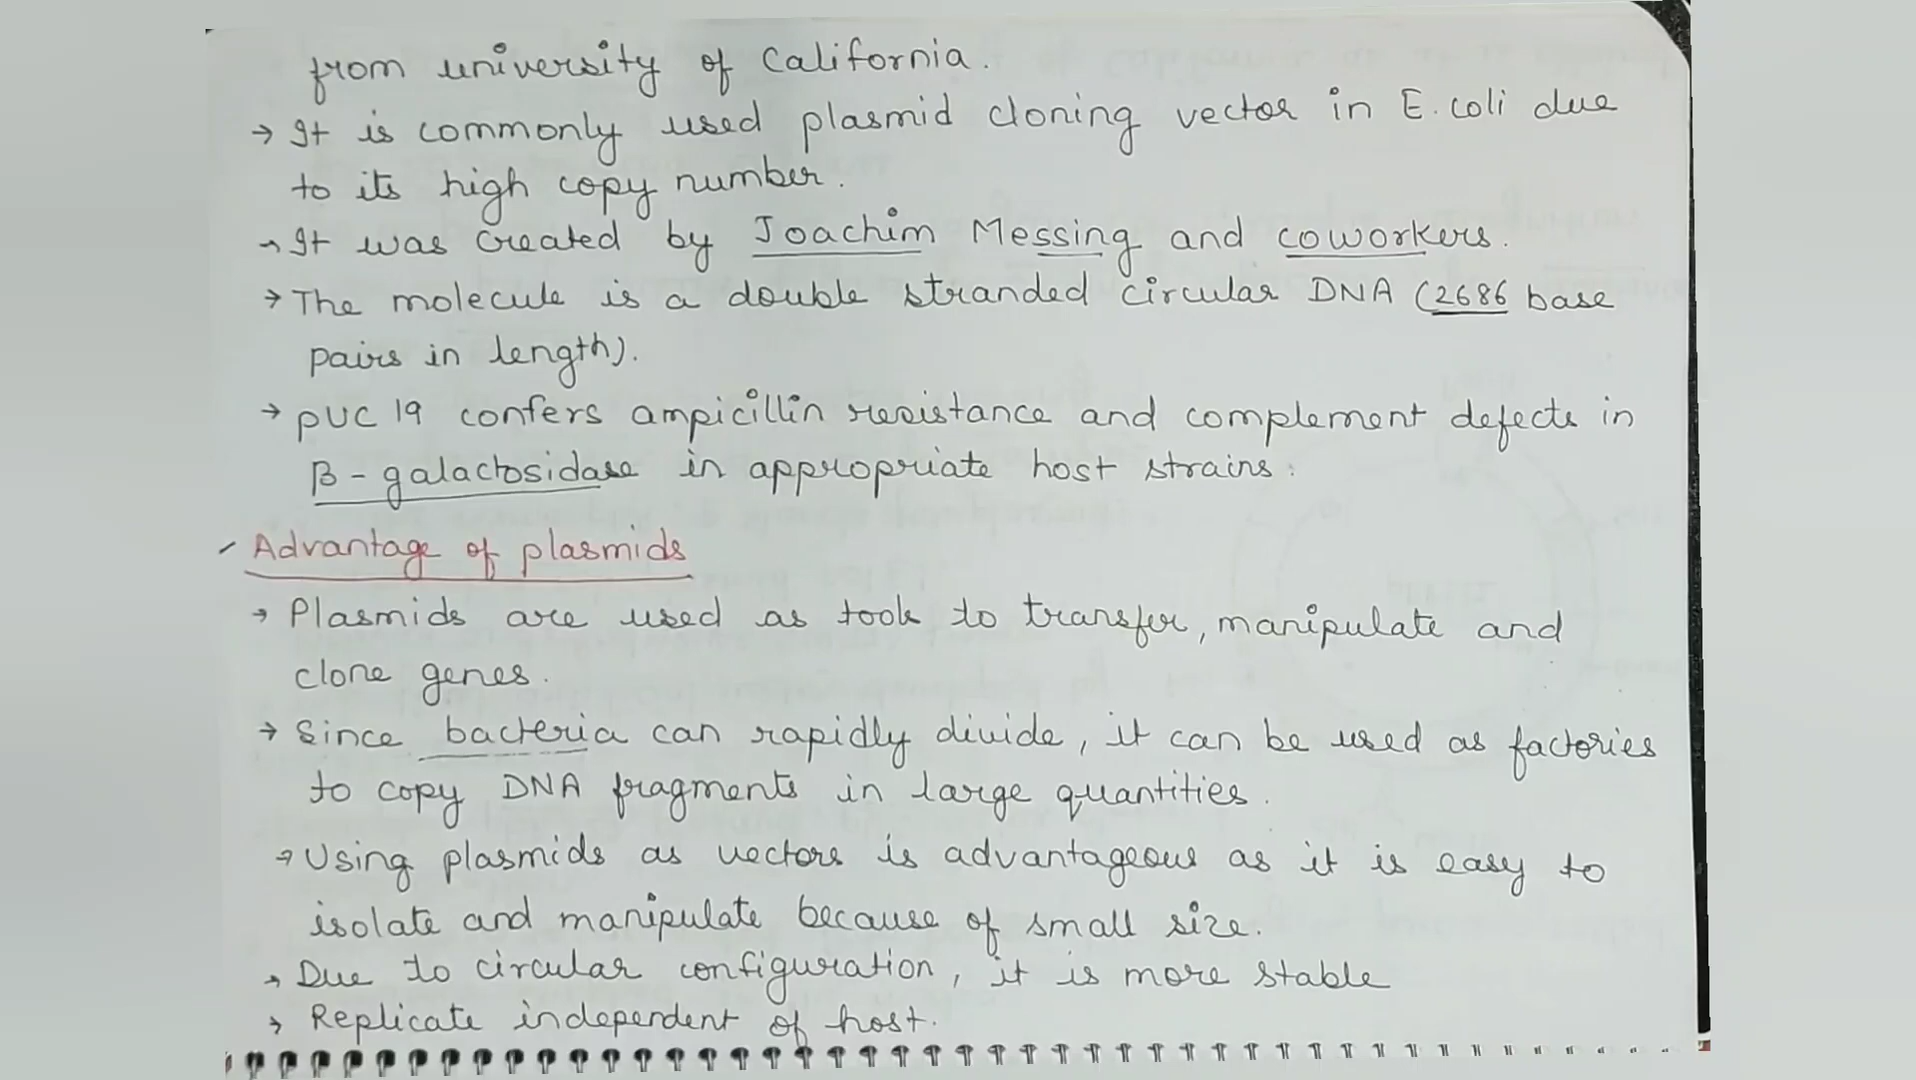 from university of California.
→ It is commonly used plasmid cloning vector in E. coli due
to its high copy number.
→ It was created by Joachim Messing and coworkers.
→ The molecule is a double stranded circular DNA (2686 base
pairs in length).
→ pUC 19 confers ampicillin resistance and complement defects in
β - galactosidase in appropriate host strains.
Advantage of plasmids
→ Plasmids are used as tools to transfer, manipulate and
clone genes.
→ Since bacteria can rapidly divide, it can be used as factories
to copy DNA fragments in large quantities.
→ Using plasmids as vectors is advantageous as it is easy to
isolate and manipulate because of small size.
→ Due to circular configuration, it is more stable
→ Replicate independent of host.